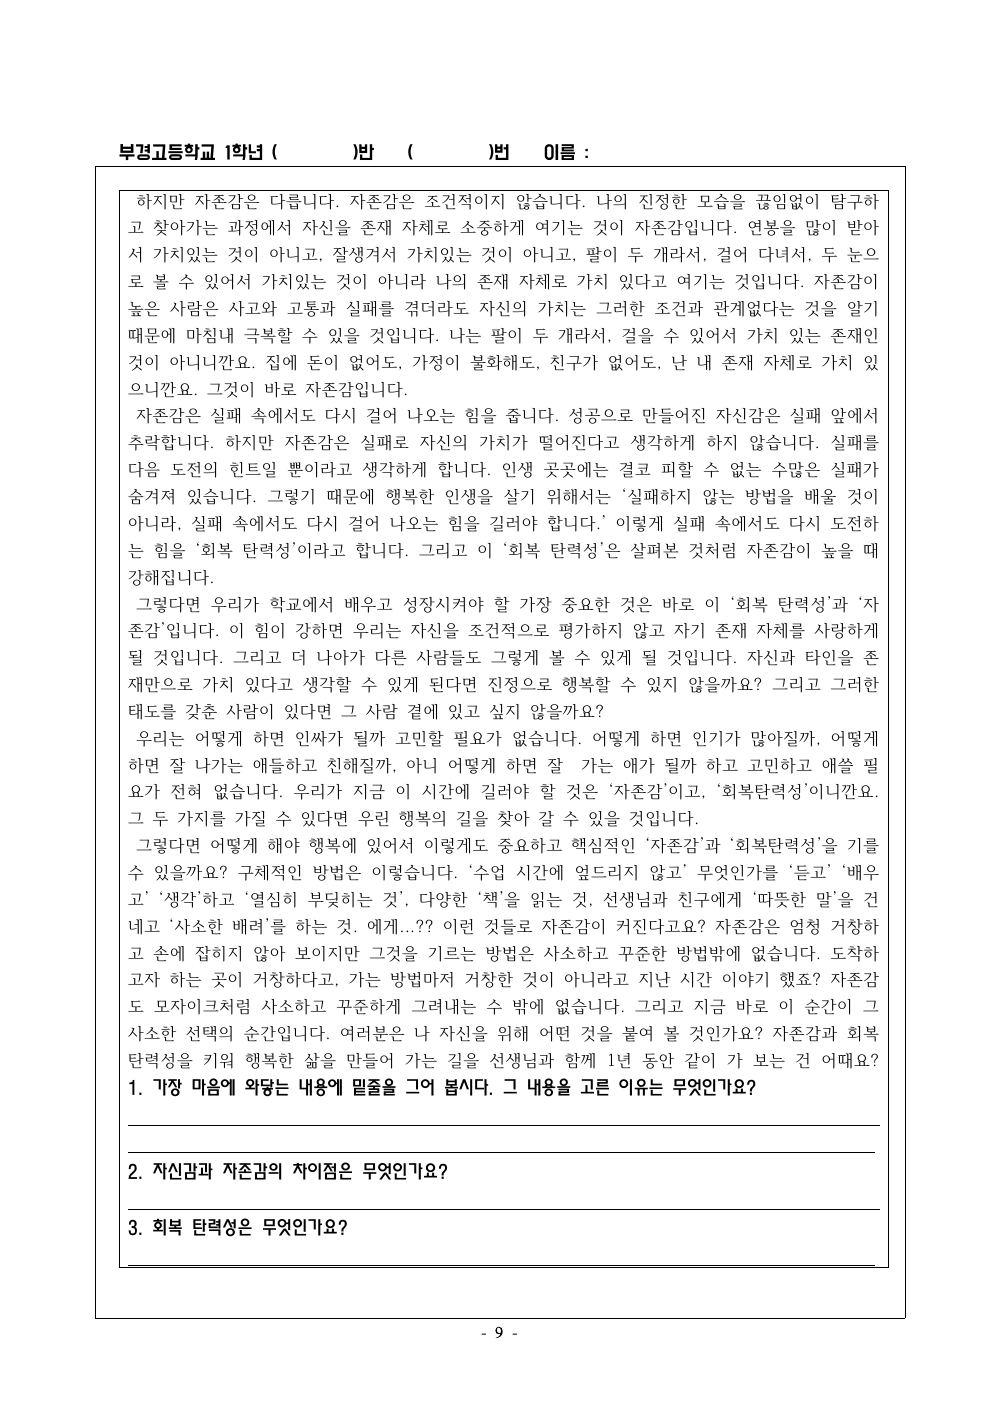 부경고등학교 1학년 (          )반    (          )번    이름 :
하지만 자존감은 다릅니다. 자존감은 조건적이지 않습니다. 나의 진정한 모습을 끊임없이 탐구하
고 찾아가는 과정에서 자신을 존재 자체로 소중하게 여기는 것이 자존감입니다. 연봉을 많이 받아
서 가치있는 것이 아니고, 잘생겨서 가치있는 것이 아니고, 팔이 두 개라서, 걸어 다녀서, 두 눈으
로 볼 수 있어서 가치있는 것이 아니라 나의 존재 자체로 가치 있다고 여기는 것입니다. 자존감이
높은 사람은 사고와 고통과 실패를 겪더라도 자신의 가치는 그러한 조건과 관계없다는 것을 알기
때문에 마침내 극복할 수 있을 것입니다. 나는 팔이 두 개라서, 걸을 수 있어서 가치 있는 존재인
것이 아니니깐요. 집에 돈이 없어도, 가정이 불화해도, 친구가 없어도, 난 내 존재 자체로 가치 있
으니깐요. 그것이 바로 자존감입니다.
자존감은 실패 속에서도 다시 걸어 나오는 힘을 줍니다. 성공으로 만들어진 자신감은 실패 앞에서
추락합니다. 하지만 자존감은 실패로 자신의 가치가 떨어진다고 생각하게 하지 않습니다. 실패를
다음 도전의 힌트일 뿐이라고 생각하게 합니다. 인생 곳곳에는 결코 피할 수 없는 수많은 실패가
숨겨져 있습니다. 그렇기 때문에 행복한 인생을 살기 위해서는 ‘실패하지 않는 방법을 배울 것이
아니라, 실패 속에서도 다시 걸어 나오는 힘을 길러야 합니다.’ 이렇게 실패 속에서도 다시 도전하
는 힘을 ‘회복 탄력성’이라고 합니다. 그리고 이 ‘회복 탄력성’은 살펴본 것처럼 자존감이 높을 때
강해집니다.
그렇다면 우리가 학교에서 배우고 성장시켜야 할 가장 중요한 것은 바로 이 ‘회복 탄력성’과 ‘자
존감’입니다. 이 힘이 강하면 우리는 자신을 조건적으로 평가하지 않고 자기 존재 자체를 사랑하게
될 것입니다. 그리고 더 나아가 다른 사람들도 그렇게 볼 수 있게 될 것입니다. 자신과 타인을 존
재만으로 가치 있다고 생각할 수 있게 된다면 진정으로 행복할 수 있지 않을까요? 그리고 그러한
태도를 갖춘 사람이 있다면 그 사람 곁에 있고 싶지 않을까요?
우리는 어떻게 하면 인싸가 될까 고민할 필요가 없습니다. 어떻게 하면 인기가 많아질까, 어떻게
하면 잘 나가는 애들하고 친해질까, 아니 어떻게 하면 잘  가는 애가 될까 하고 고민하고 애쓸 필
요가 전혀 없습니다. 우리가 지금 이 시간에 길러야 할 것은 ‘자존감’이고, ‘회복탄력성’이니깐요.
그 두 가지를 가질 수 있다면 우린 행복의 길을 찾아 갈 수 있을 것입니다.
그렇다면 어떻게 해야 행복에 있어서 이렇게도 중요하고 핵심적인 ‘자존감’과 ‘회복탄력성’을 기를
수 있을까요? 구체적인 방법은 이렇습니다. ‘수업 시간에 엎드리지 않고’ 무엇인가를 ‘듣고’ ‘배우
고’ ‘생각’하고 ‘열심히 부딪히는 것’, 다양한 ‘책’을 읽는 것, 선생님과 친구에게 ‘따뜻한 말’을 건
네고 ‘사소한 배려’를 하는 것. 에게...?? 이런 것들로 자존감이 커진다고요? 자존감은 엄청 거창하
고 손에 잡히지 않아 보이지만 그것을 기르는 방법은 사소하고 꾸준한 방법밖에 없습니다. 도착하
고자 하는 곳이 거창하다고, 가는 방법마저 거창한 것이 아니라고 지난 시간 이야기 했죠? 자존감
도 모자이크처럼 사소하고 꾸준하게 그려내는 수 밖에 없습니다. 그리고 지금 바로 이 순간이 그
사소한 선택의 순간입니다. 여러분은 나 자신을 위해 어떤 것을 붙여 볼 것인가요? 자존감과 회복
탄력성을 키워 행복한 삶을 만들어 가는 길을 선생님과 함께 1년 동안 같이 가 보는 건 어때요?
1. 가장 마음에 와닿는 내용에 밑줄을 그어 봅시다. 그 내용을 고른 이유는 무엇인가요?
2. 자신감과 자존감의 차이점은 무엇인가요?
3. 회복 탄력성은 무엇인가요?
- 9 -